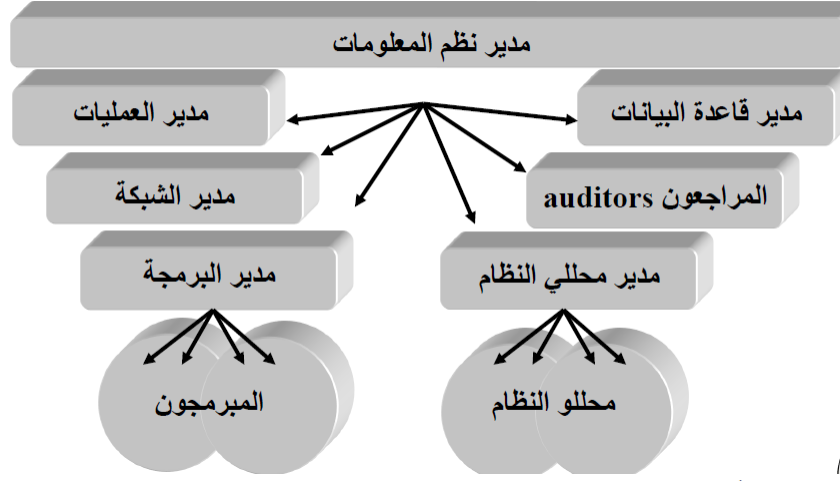 مدير نظم المعلومات
مدير قاعدة البيانات
مدير العمليات
المراجعون auditors
مدير الشبكة
مدير محللي النظام
مدير البرمجة
محللو النظام
المبرمجون